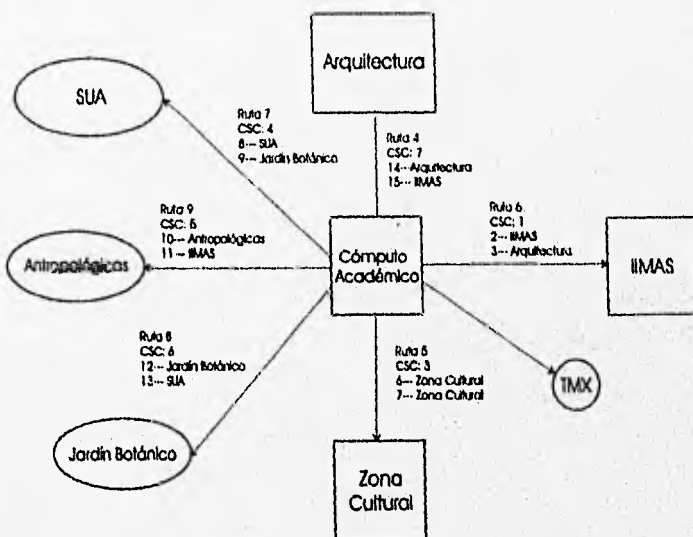 Arquitectura
SUA
Ruta 7
CSC: 4
8--- SUA
9--- Jardín Botánico
Ruta 4
CSC: 7
14--- Arquitectura
15--- IIMAS
Ruta 9
CSC: 5
10--- Antropológicas
11--- IIMAS
Antropológicas
Cómputo
Académico
Ruta 6
CSC: 1
2--- IIMAS
3--- Arquitectura
IIMAS
Ruta 8
CSC: 6
12--- Jardín Botánico
13--- SUA
Ruta 5
CSC: 3
6--- Zona Cultural
7--- Zona Cultural
TMX
Jardín Botánico
Zona
Cultural